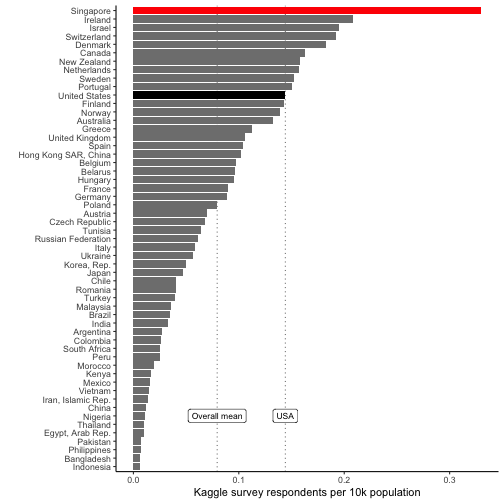 Singapore
Ireland
Israel
Switzerland
Denmark
Canada
New Zealand
Netherlands
Sweden
Portugal
United States
Finland
Norway
Australia
Greece
United Kingdom
Spain
Hong Kong SAR, China
Belgium
Belarus
Hungary
France
Germany
Poland
Austria
Czech Republic
Tunisia
Russian Federation
Italy
Ukraine
Korea, Rep.
Japan
Chile
Romania
Turkey
Malaysia
Brazil
India
Argentina
Colombia
South Africa
Peru
Morocco
Kenya
Mexico
Vietnam
Iran, Islamic Rep.
China
Nigeria
Thailand
Egypt, Arab Rep.
Pakistan
Philippines
Bangladesh
Indonesia
Overall mean
USA
0.0 0.1 0.2 0.3
Kaggle survey respondents per 10k population